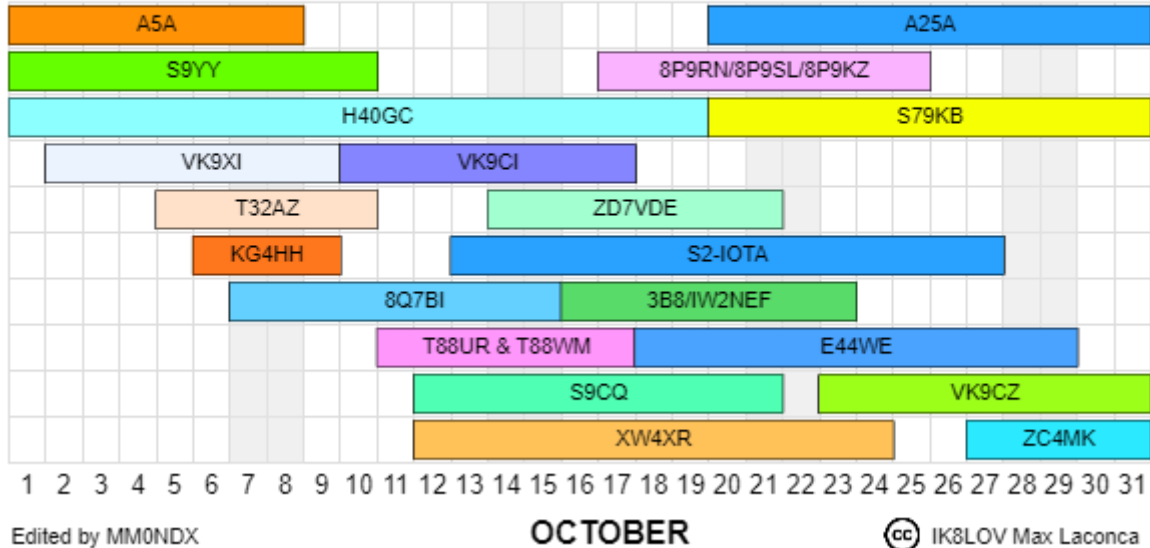 A5A A25A
S9YY 8P9RN/8P9SL/8P9KZ
H40GC S79KB
VK9XI VK9CI
T32AZ ZD7VDE
KG4HH S2-IOTA
8Q7BI 3B8/IW2NEF
T88UR & T88WM E44WE
S9CQ VK9CZ
XW4XR ZC4MK
1 2 3 4 5 6 7 8 9 10 11 12 13 14 15 16 17 18 19 20 21 22 23 24 25 26 27 28 29 30 31
Edited by MM0NDX OCTOBER cc IK8LOV Max Laconca